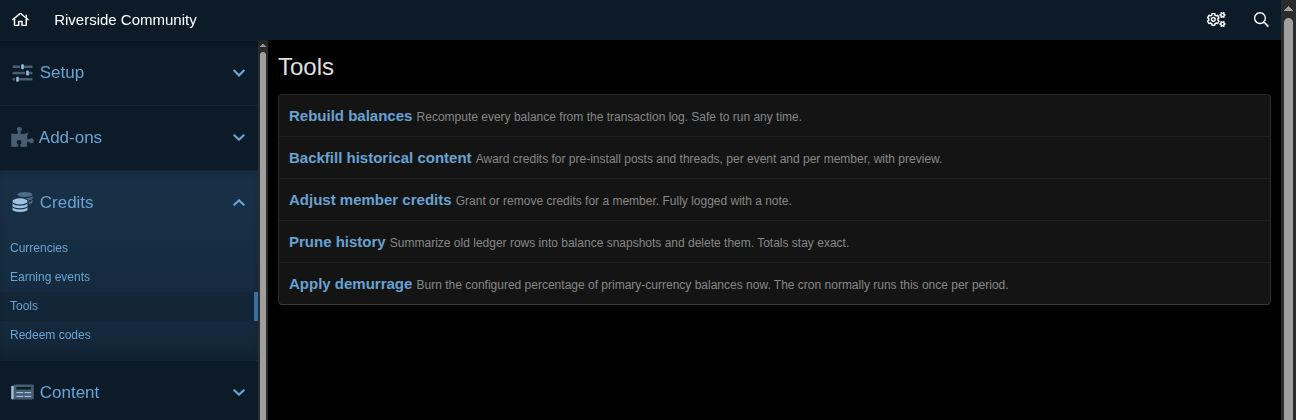 Riverside Community
Setup
Add-ons
Credits
Currencies
Earning events
Tools
Redeem codes
Content
Tools
Rebuild balances Recompute every balance from the transaction log. Safe to run any time.
Backfill historical content Award credits for pre-install posts and threads, per event and per member, with preview.
Adjust member credits Grant or remove credits for a member. Fully logged with a note.
Prune history Summarize old ledger rows into balance snapshots and delete them. Totals stay exact.
Apply demurrage Burn the configured percentage of primary-currency balances now. The cron normally runs this once per period.